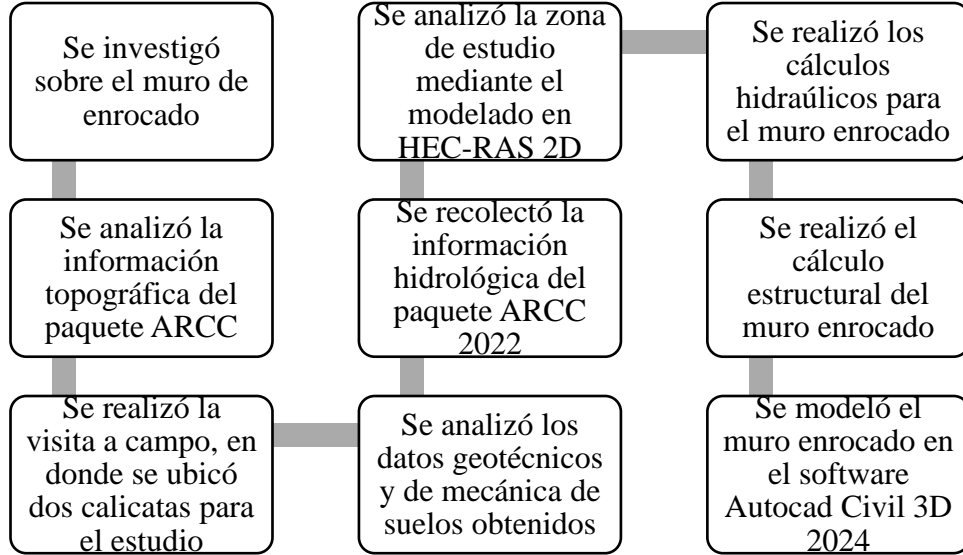 Se investigó
sobre el muro de
enrocado
Se analizó la
información
topográfica del
paquete ARCC
Se realizó la
visita a campo, en
donde se ubicó
dos calicatas para
el estudio
Se analizó los
datos geotécnicos
y de mecánica de
suelos obtenidos
Se recolectó la
información
hidrológica del
paquete ARCC
2022
Se analizó la zona
de estudio
mediante el
modelado en
HEC-RAS 2D
Se realizó los
cálculos
hidraúlicos para
el muro enrocado
Se realizó el
cálculo
estructural del
muro enrocado
Se modeló el
muro enrocado en
el software
Autocad Civil 3D
2024